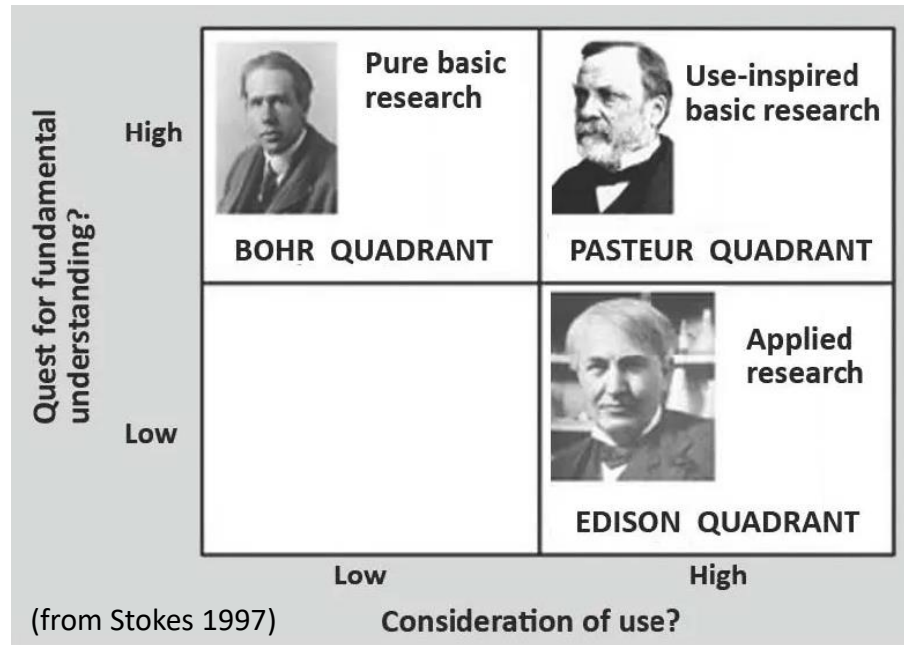 Quest for fundamental
understanding?
High
Low
Pure basic
research
BOHR QUADRANT
Use-inspired
basic research
PASTEUR QUADRANT
Applied
research
EDISON QUADRANT
Low
High
(from Stokes 1997)
Consideration of use?